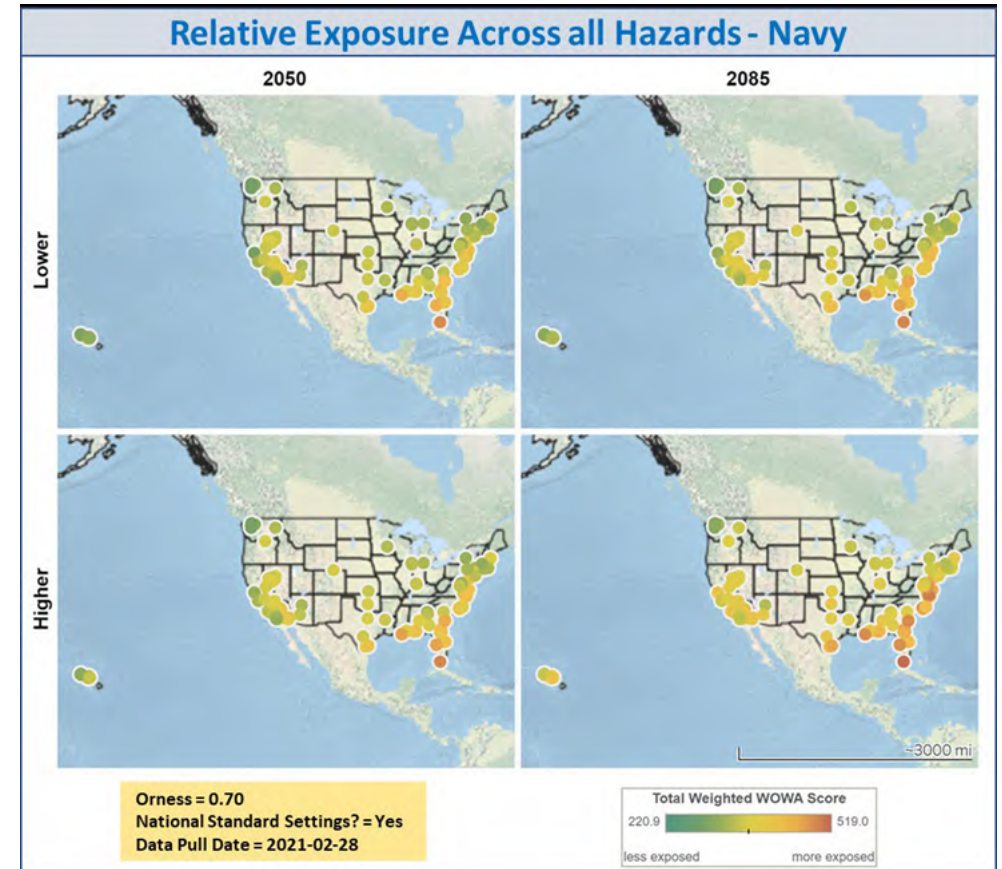 Relative Exposure Across all Hazards - Navy
2050
2085
Lower
Higher
~3000 mi
Orness = 0.70
National Standard Settings? = Yes
Data Pull Date = 2021-02-28
Total Weighted WOWA Score
220.9
519.0
less exposed
more exposed